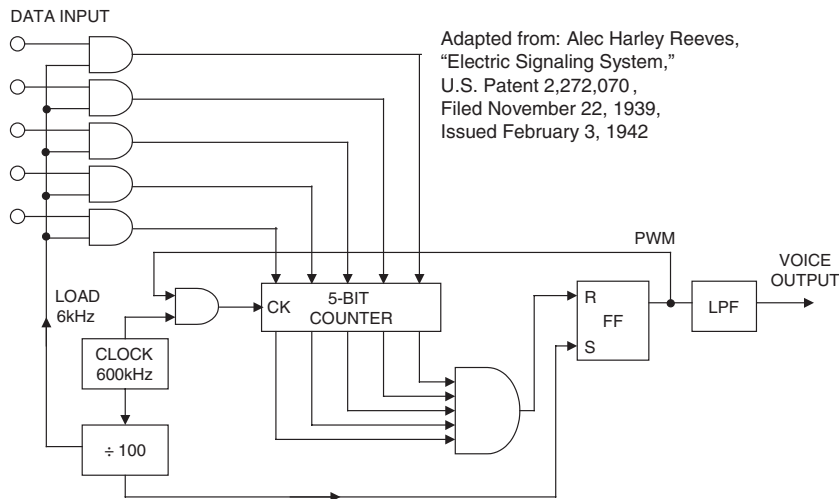 DATA INPUT
Adapted from: Alec Harley Reeves,
“Electric Signaling System,”
U.S. Patent 2,272,070,
Filed November 22, 1939,
Issued February 3, 1942
PWM
VOICE
OUTPUT
LOAD
6kHz
CK
5-BIT
COUNTER
R
FF
S
LPF
CLOCK
600kHz
÷ 100